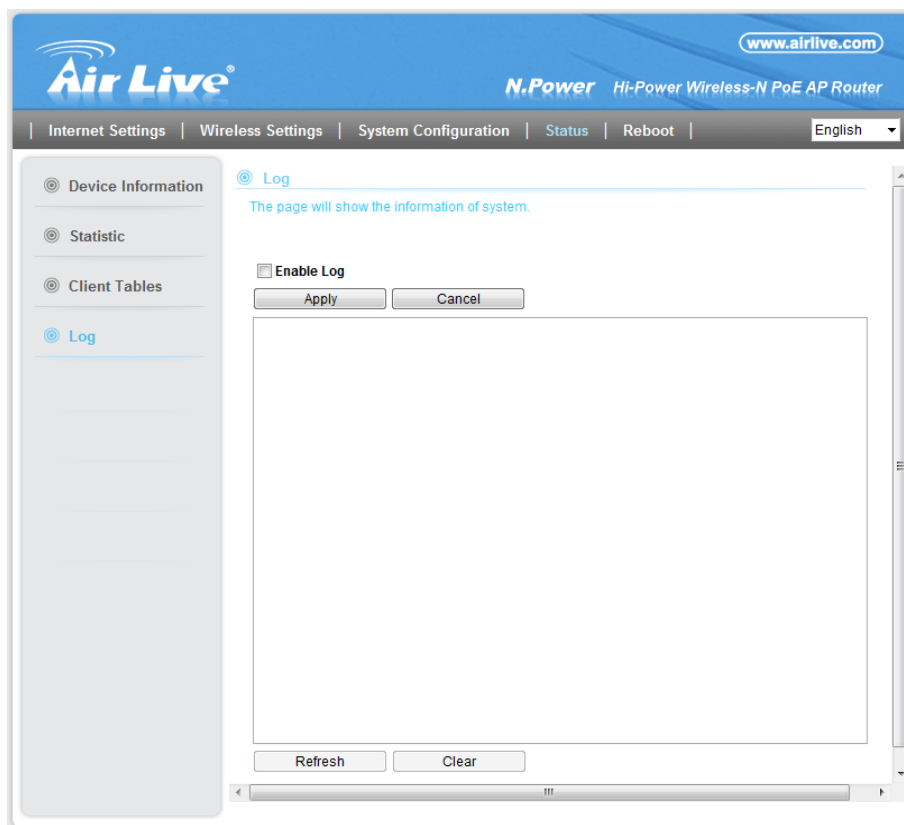 www.airlive.com
Air Live®
N.Power Hi-Power Wireless-N PoE AP Router
| Internet Settings | Wireless Settings | System Configuration | Status | Reboot | English
Device Information
Statistic
Client Tables
Log
Log
The page will show the information of system.
Enable Log
Apply Cancel
Refresh Clear